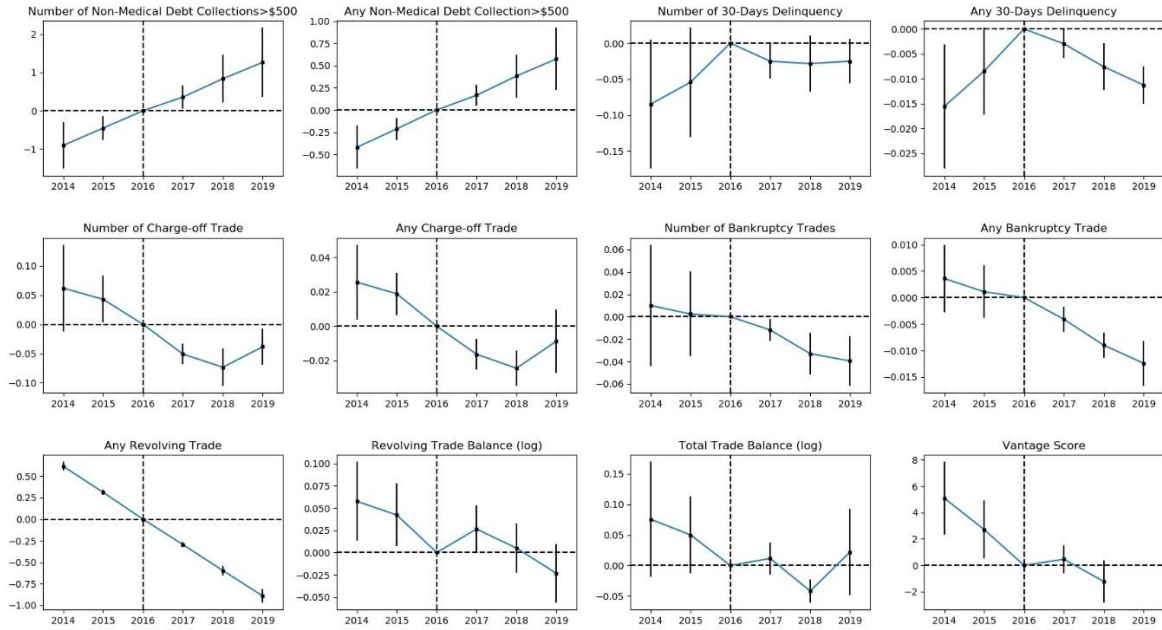 Number of Non-Medical Debt Collections>$500
2
1
0
−1
2014 2015 2016 2017 2018 2019
Any Non-Medical Debt Collection>$500
1.00
0.75
0.50
0.25
0.00
−0.25
−0.50
2014 2015 2016 2017 2018 2019
Number of 30-Days Delinquency
0.00
−0.05
−0.10
−0.15
2014 2015 2016 2017 2018 2019
Any 30-Days Delinquency
0.000
−0.005
−0.010
−0.015
−0.020
−0.025
2014 2015 2016 2017 2018 2019
Number of Charge-off Trade
0.10
0.05
0.00
−0.05
−0.10
2014 2015 2016 2017 2018 2019
Any Charge-off Trade
0.04
0.02
0.00
−0.02
2014 2015 2016 2017 2018 2019
Number of Bankruptcy Trades
0.06
0.04
0.02
0.00
−0.02
−0.04
−0.06
2014 2015 2016 2017 2018 2019
Any Bankruptcy Trade
0.010
0.005
0.000
−0.005
−0.010
−0.015
2014 2015 2016 2017 2018 2019
Any Revolving Trade
0.50
0.25
0.00
−0.25
−0.50
−0.75
−1.00
2014 2015 2016 2017 2018 2019
Revolving Trade Balance (log)
0.100
0.075
0.050
0.025
0.000
−0.025
−0.050
2014 2015 2016 2017 2018 2019
Total Trade Balance (log)
0.15
0.10
0.05
0.00
−0.05
2014 2015 2016 2017 2018 2019
Vantage Score
8
6
4
2
0
−2
2014 2015 2016 2017 2018 2019